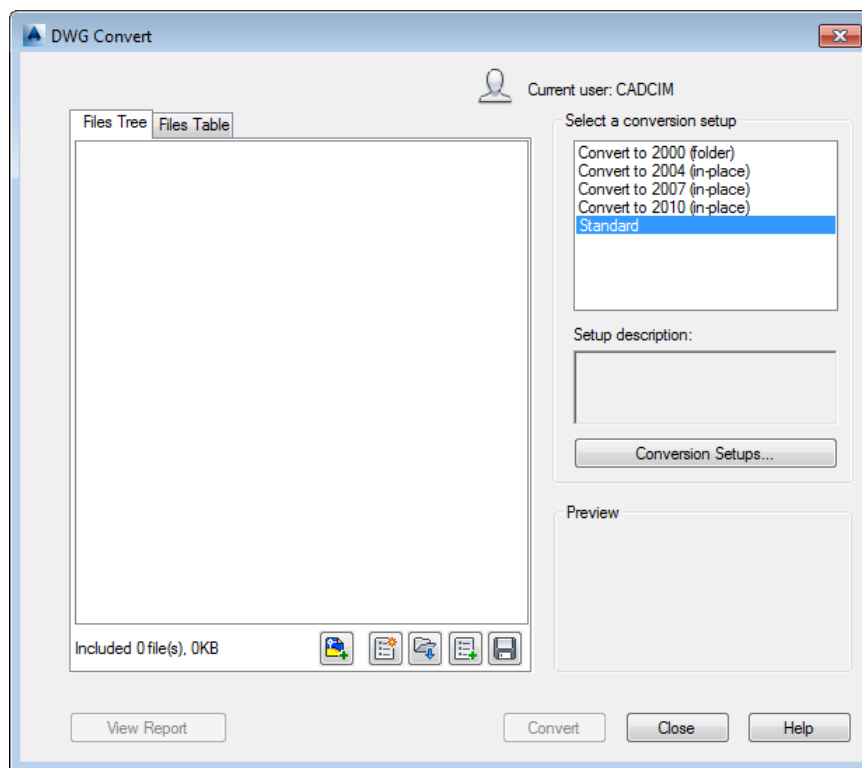 DWG Convert
Current user: CADCIM
Files Tree
Files Table
Select a conversion setup
Convert to 2000 (folder)
Convert to 2004 (in-place)
Convert to 2007 (in-place)
Convert to 2010 (in-place)
Standard
Setup description:
Conversion Setups...
Preview
Included 0 file(s), 0KB
View Report
Convert
Close
Help